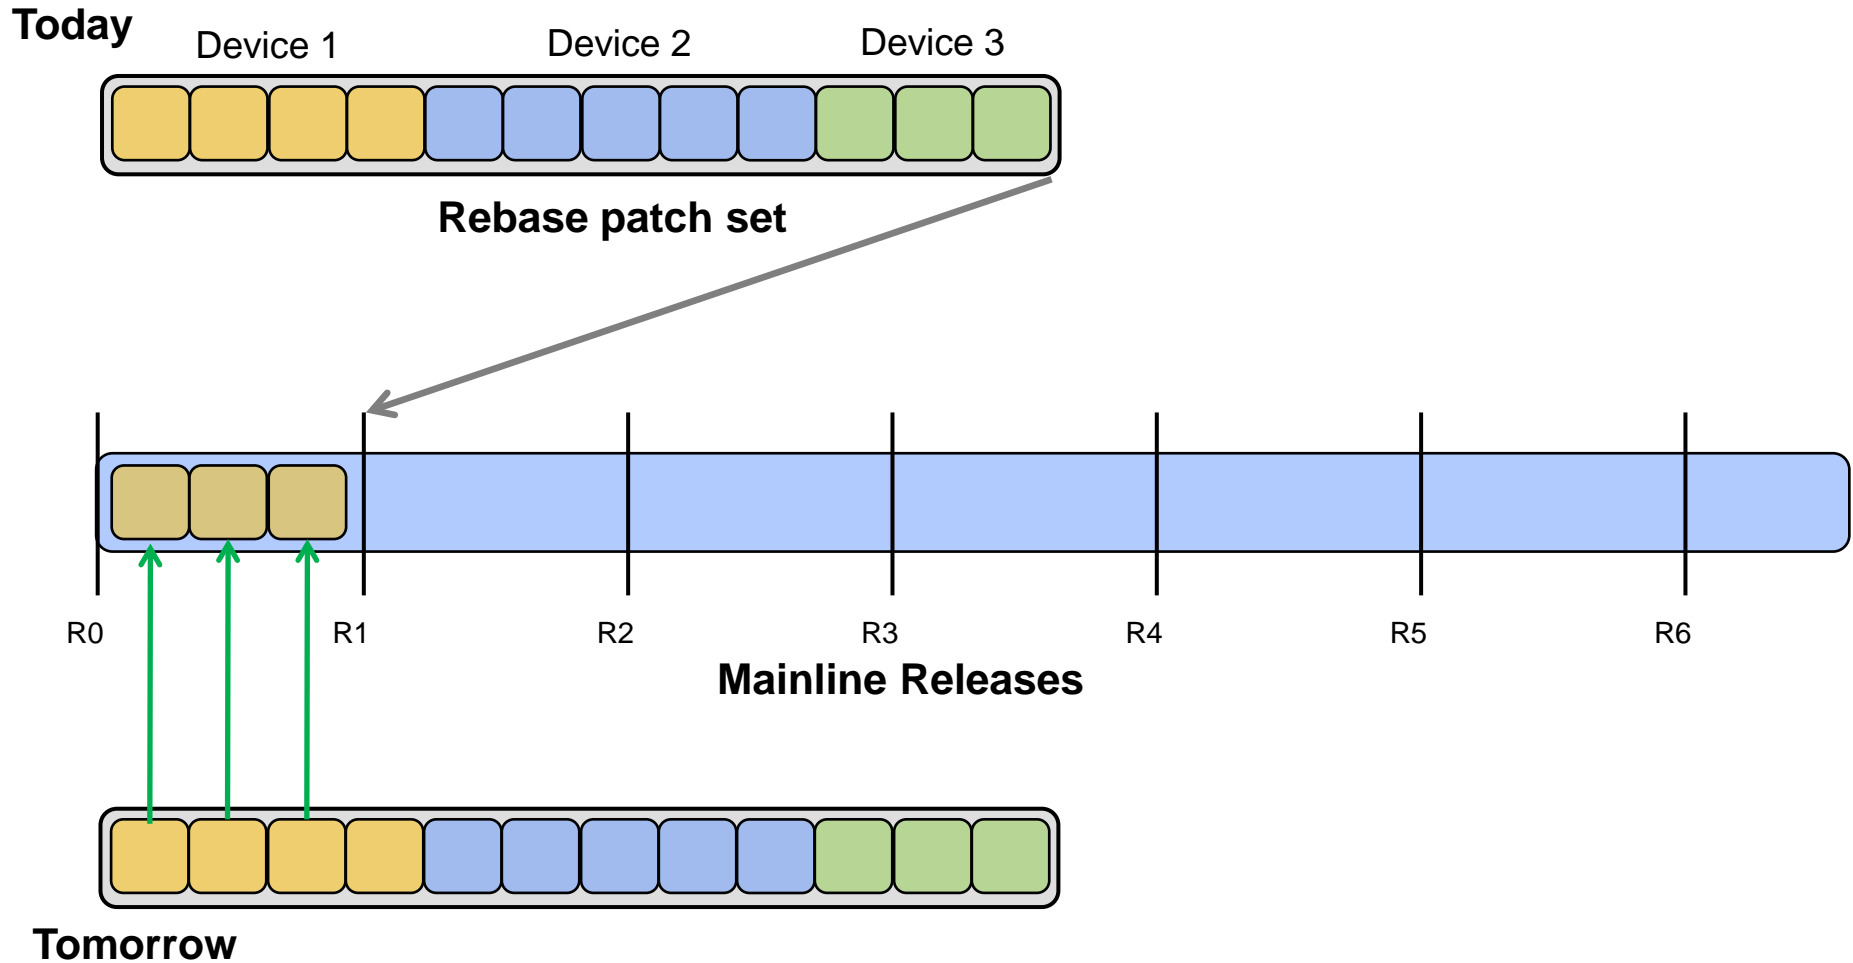 Today
Device 1 Device 2 Device 3
Rebase patch set
R0 R1 R2 R3 R4 R5 R6
Mainline Releases
Tomorrow